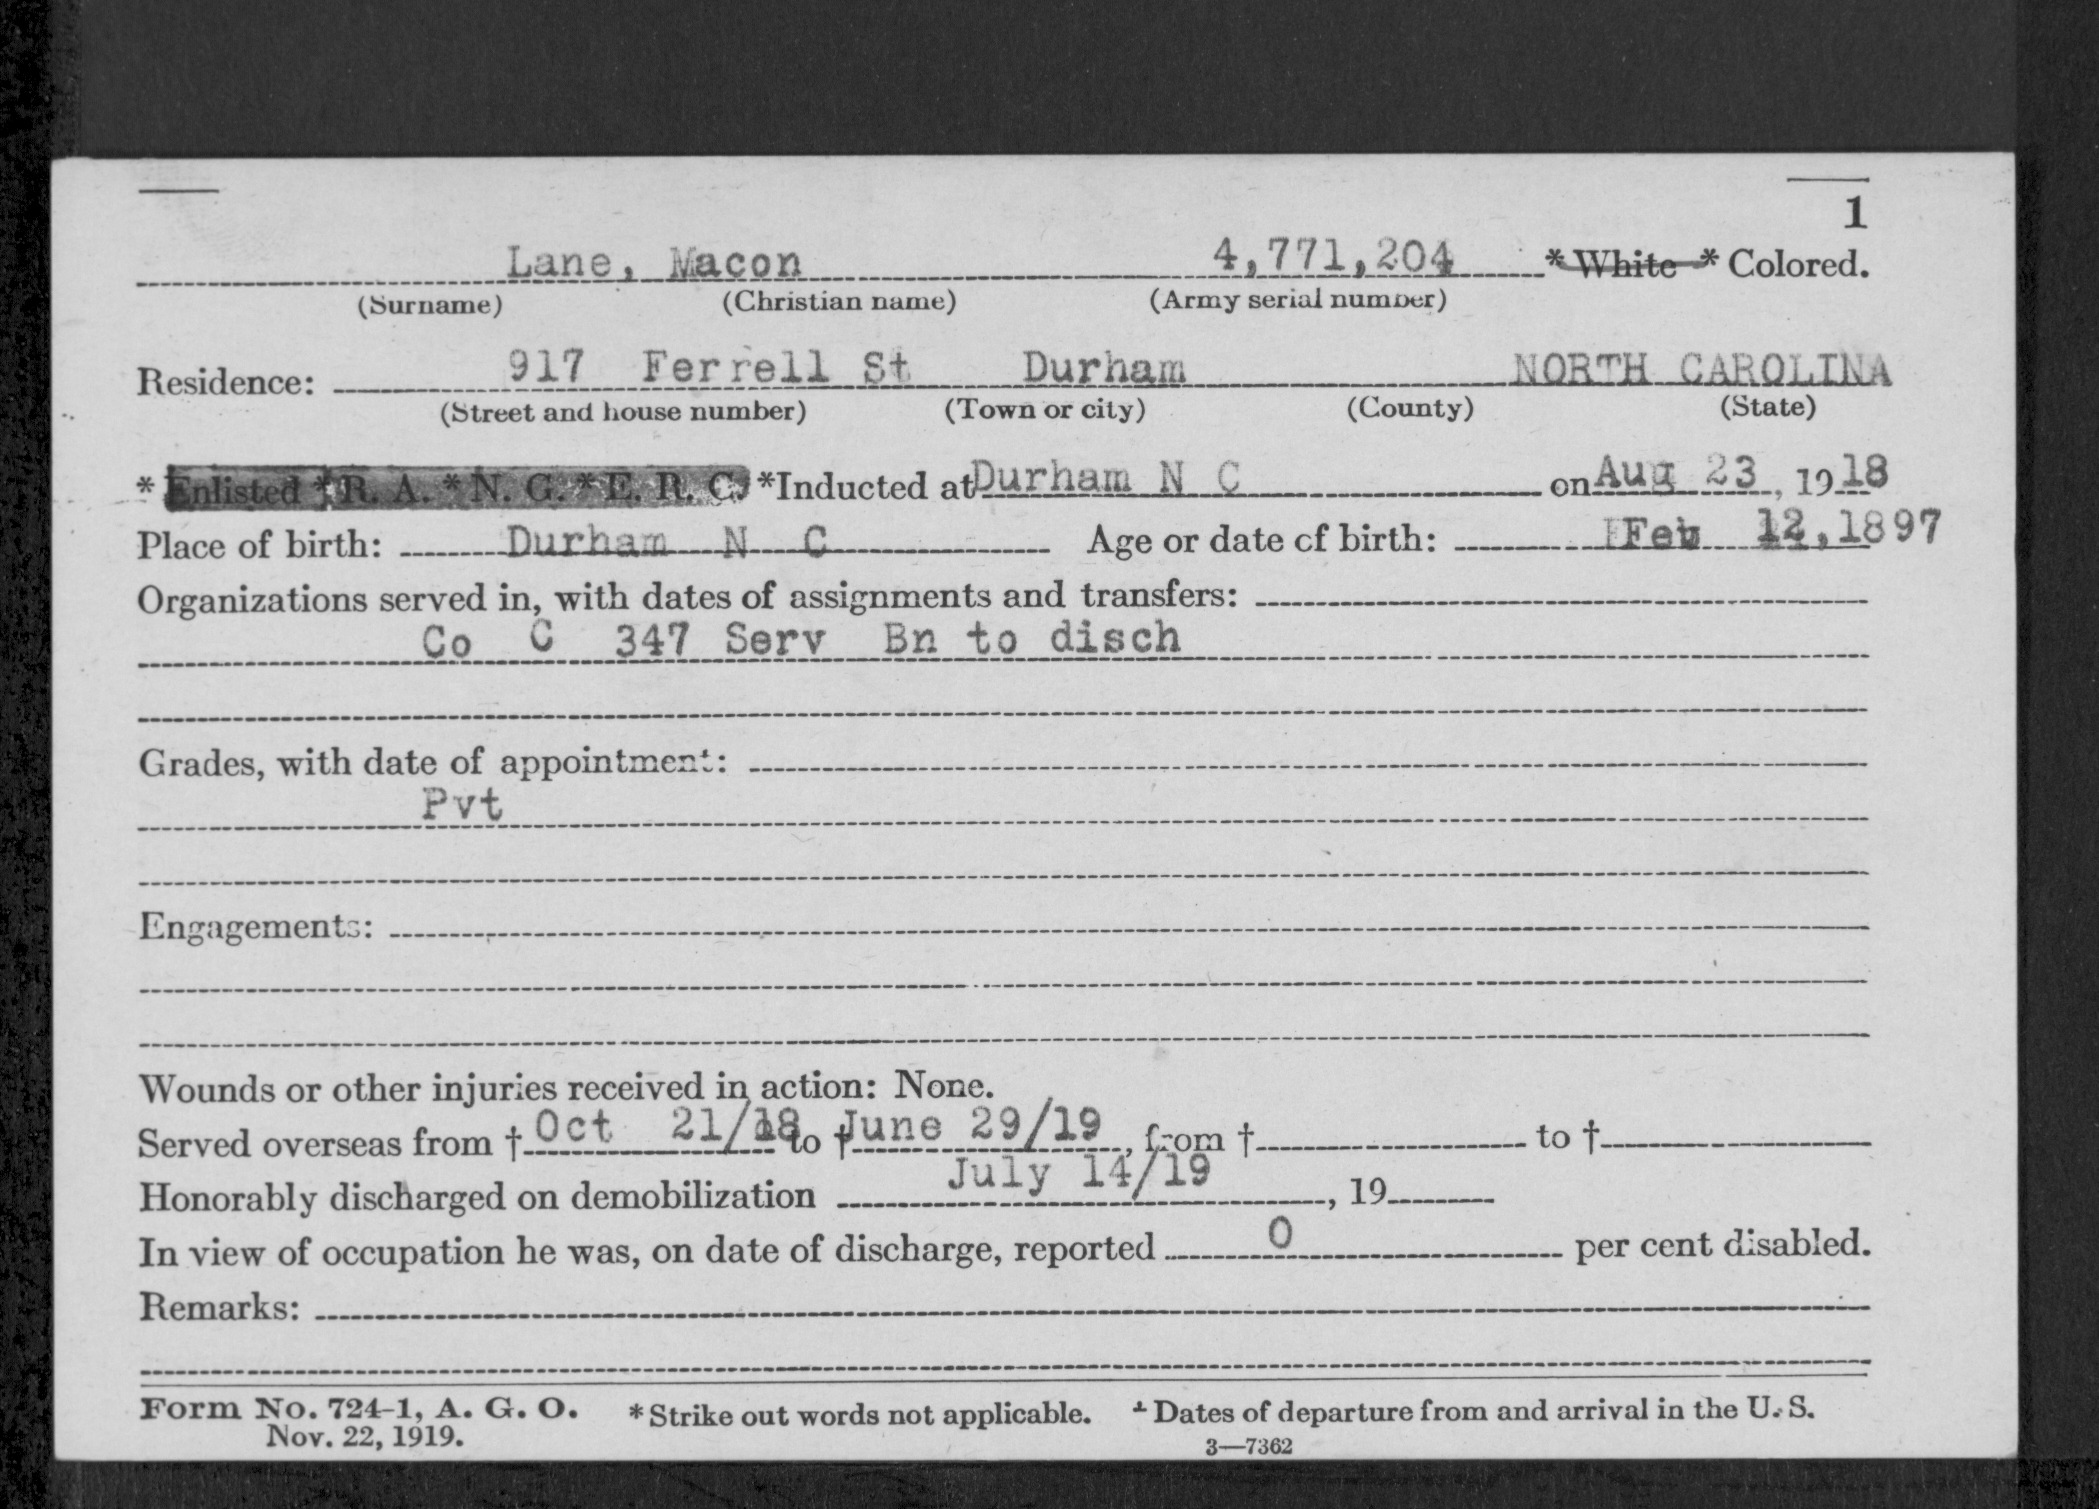 1
Lane, Macon 4,771,204 * White * Colored.
(Surname) (Christian name) (Army serial number)
Residence: 917 Ferrell St Durham NORTH CAROLINA
(Street and house number) (Town or city) (County) (State)
* Enlisted * R. A. * N. G. * E. R. C. *Inducted at Durham N C on Aug 23, 1918
Place of birth: Durham N C Age or date of birth: Feb 12,1897
Organizations served in, with dates of assignments and transfers:
Co C 347 Serv Bn to disch
Grades, with date of appointment:
Pvt
Engagements:
Wounds or other injuries received in action: None.
Served overseas from † Oct 21/18 to † June 29/19, from † to †
Honorably discharged on demobilization July 14/19, 19
In view of occupation he was, on date of discharge, reported 0 per cent disabled.
Remarks:
Form No. 724-1, A. G. O. * Strike out words not applicable. † Dates of departure from and arrival in the U. S.
Nov. 22, 1919. 3—7362